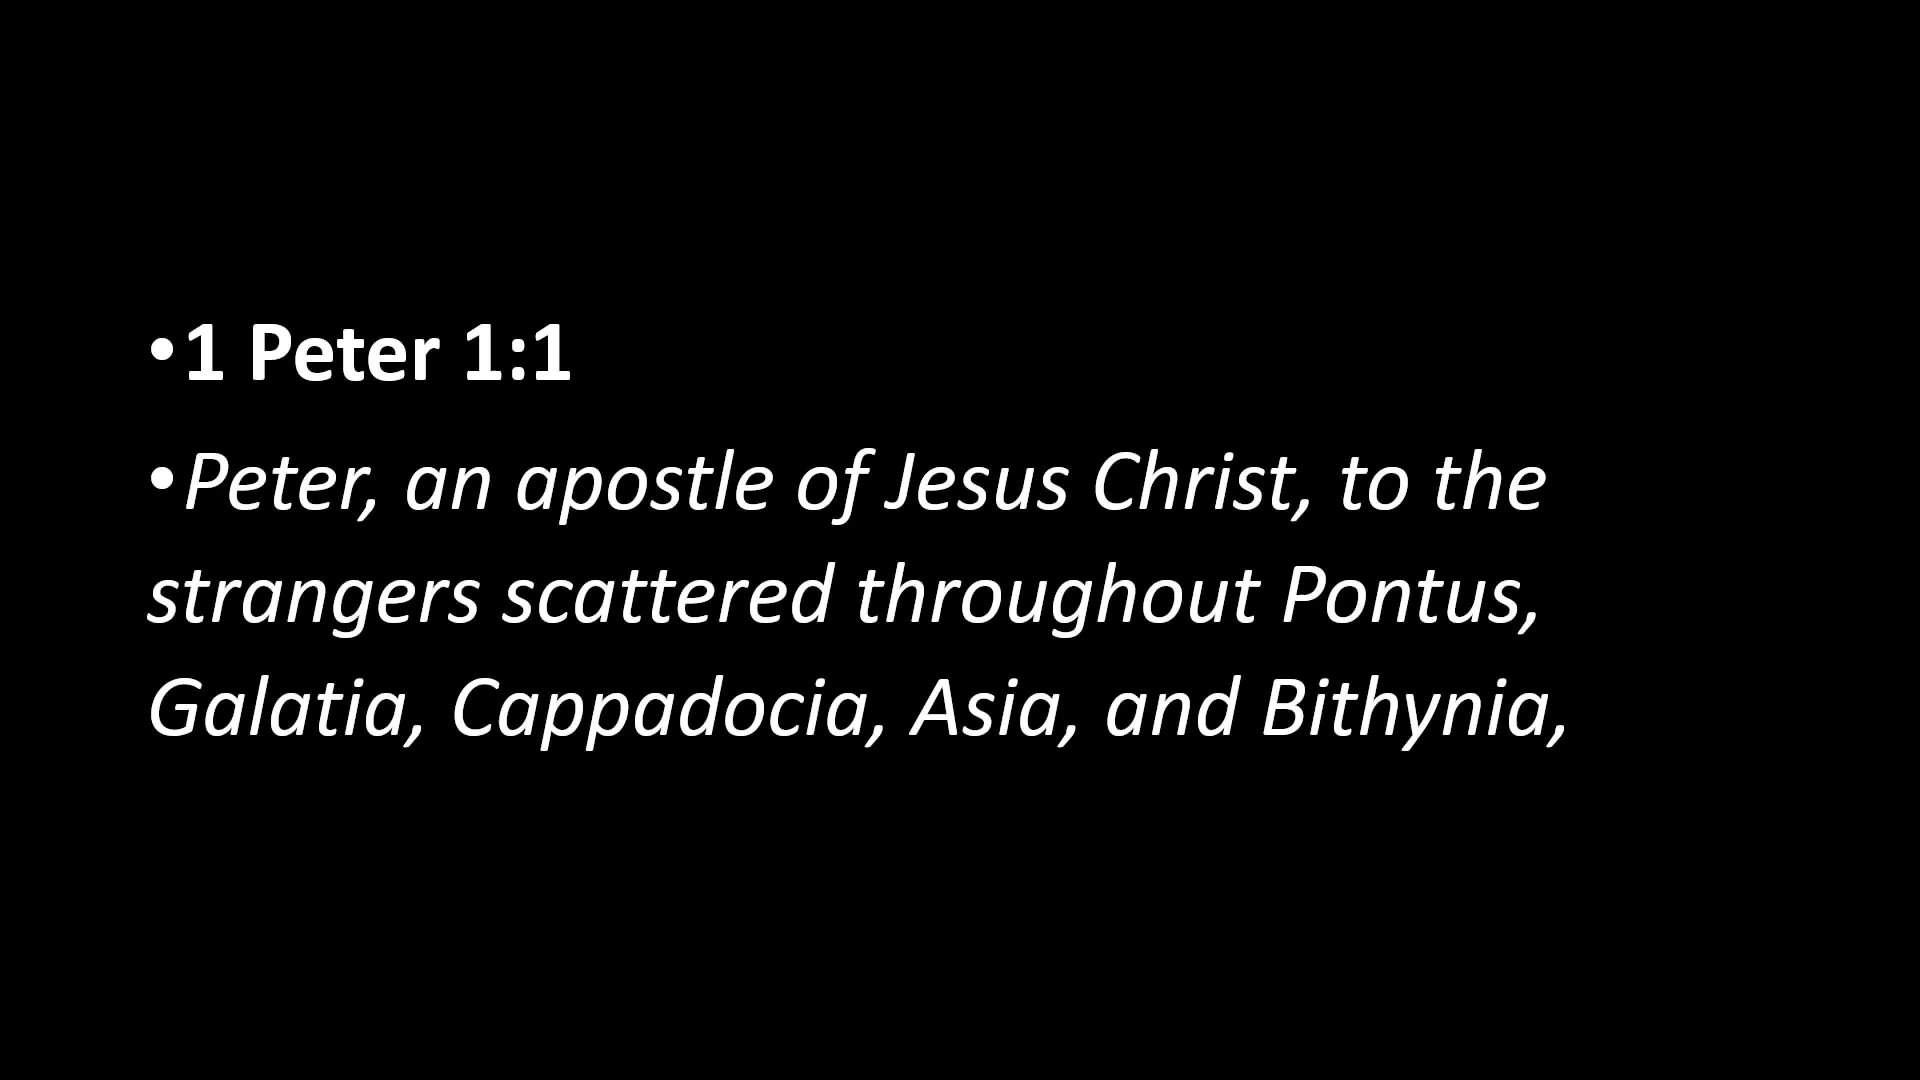 •1 Peter 1:1
•Peter, an apostle of Jesus Christ, to the
strangers scattered throughout Pontus,
Galatia, Cappadocia, Asia, and Bithynia,